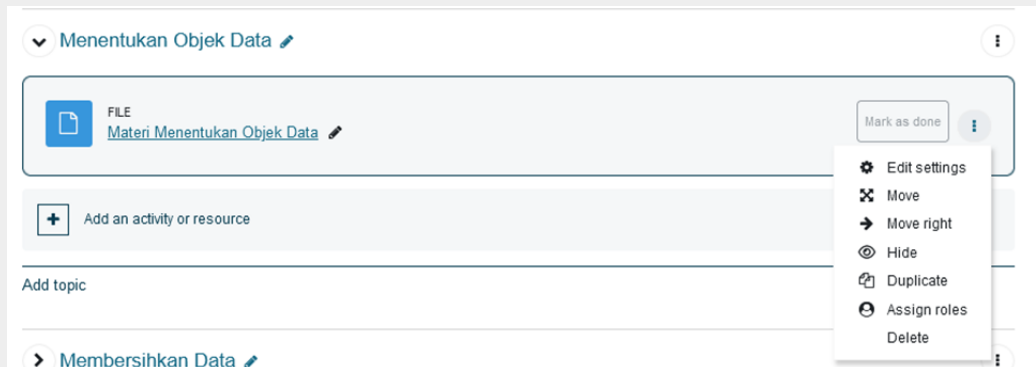 Menentukan Objek Data
FILE
Materi Menentukan Objek Data
Mark as done
Edit settings
Move
Move right
Hide
Duplicate
Assign roles
Delete
Add an activity or resource
Add topic
Membersihkan Data